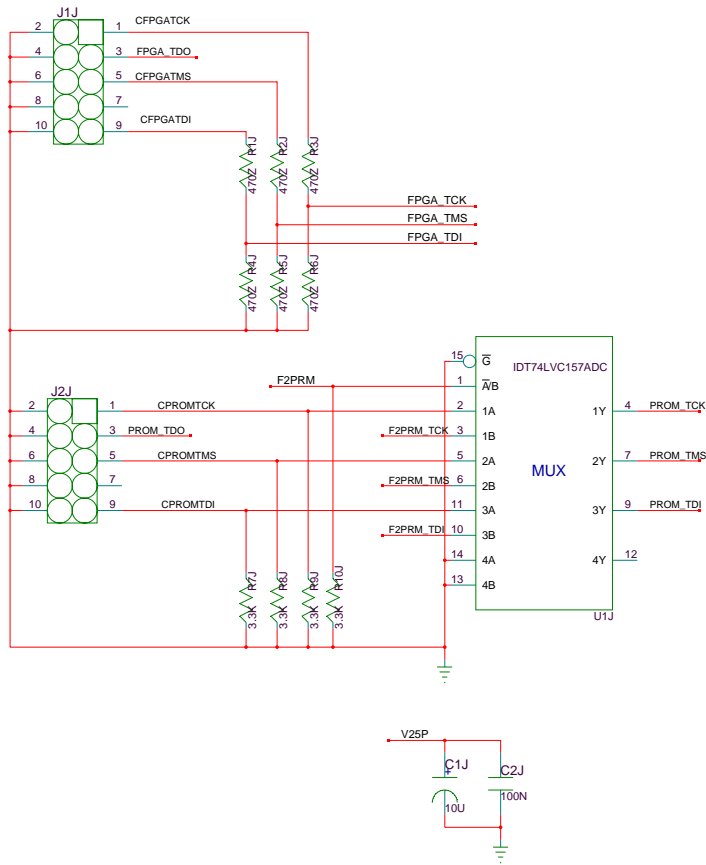 J1J
CFPGATCK
2 1
4 3 FPGA_TDO
6 5 CFPGATMS
8 7
10 9 CFPGATDI
R1J R2J R3J
470Z 470Z 470Z
FPGA_TCK
FPGA_TMS
FPGA_TDI
R4J R5J R6J
470Z 470Z 470Z
15 G IDT74LVC157ADC
F2PRM 1 A/B
J2J
2 1 CPROMTCK 2 1A 1Y 4 PROM_TCK
4 3 PROM_TDO F2PRM_TCK 3 1B
6 5 CPROMTMS 5 2A 2Y 7 PROM_TMS
MUX
8 7 F2PRM_TMS 6 2B
10 9 CPROMTDI 11 3A 3Y 9 PROM_TDI
F2PRM_TDI 10 3B
14 4A 4Y 12
13 4B
R7J R8J R9J R10J
3.3K 3.3K 3.3K 3.3K
U1J
V25P
C1J C2J
+
10U 100N